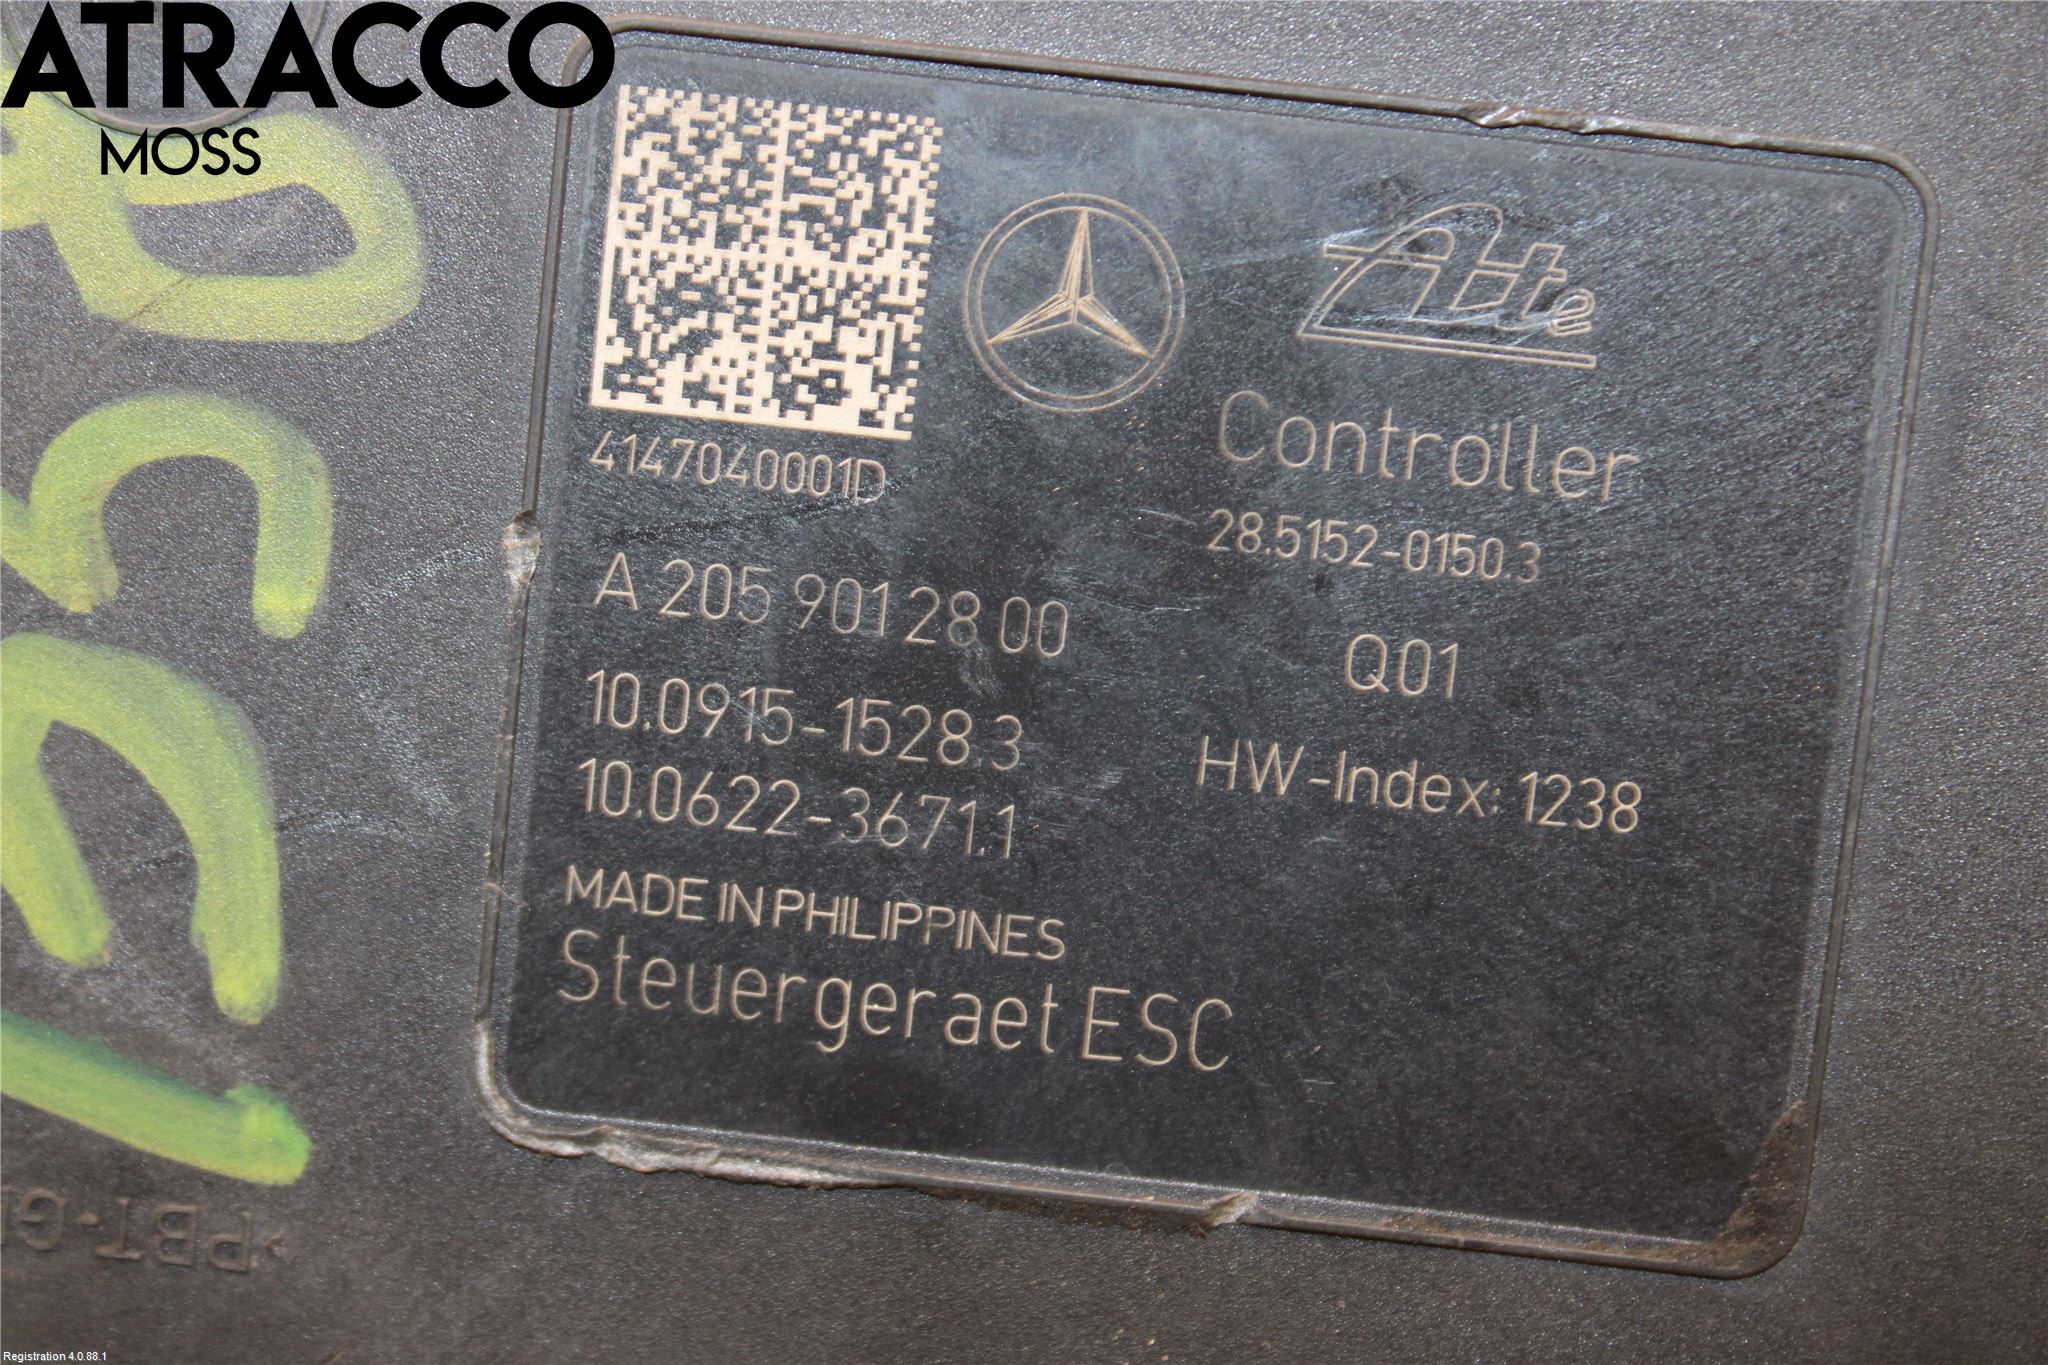 ATRACCO
MOSS
4147040001D
A 205 901 28 00
10.0915-1528.3
10.0622-3671.1
MADE IN PHILIPPINES
Steuergeraet ESC
Ate
Controller
28.5152-0150.3
Q01
HW-Index: 1238
>PBT-G
Registration 4.0.88.1